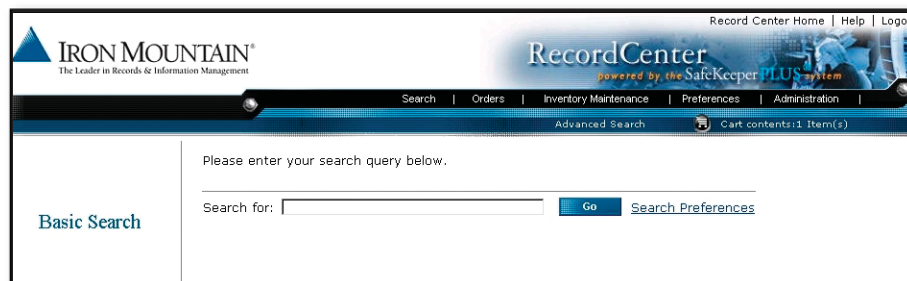 Record Center Home | Help | Logo
IRON MOUNTAIN®
The Leader in Records & Information Management
RecordCenter
powered by the SafeKeeper PLUS system
Search | Orders | Inventory Maintenance | Preferences | Administration |
Advanced Search Cart contents:1 Item(s)
Please enter your search query below.
Basic Search
Search for: Go Search Preferences